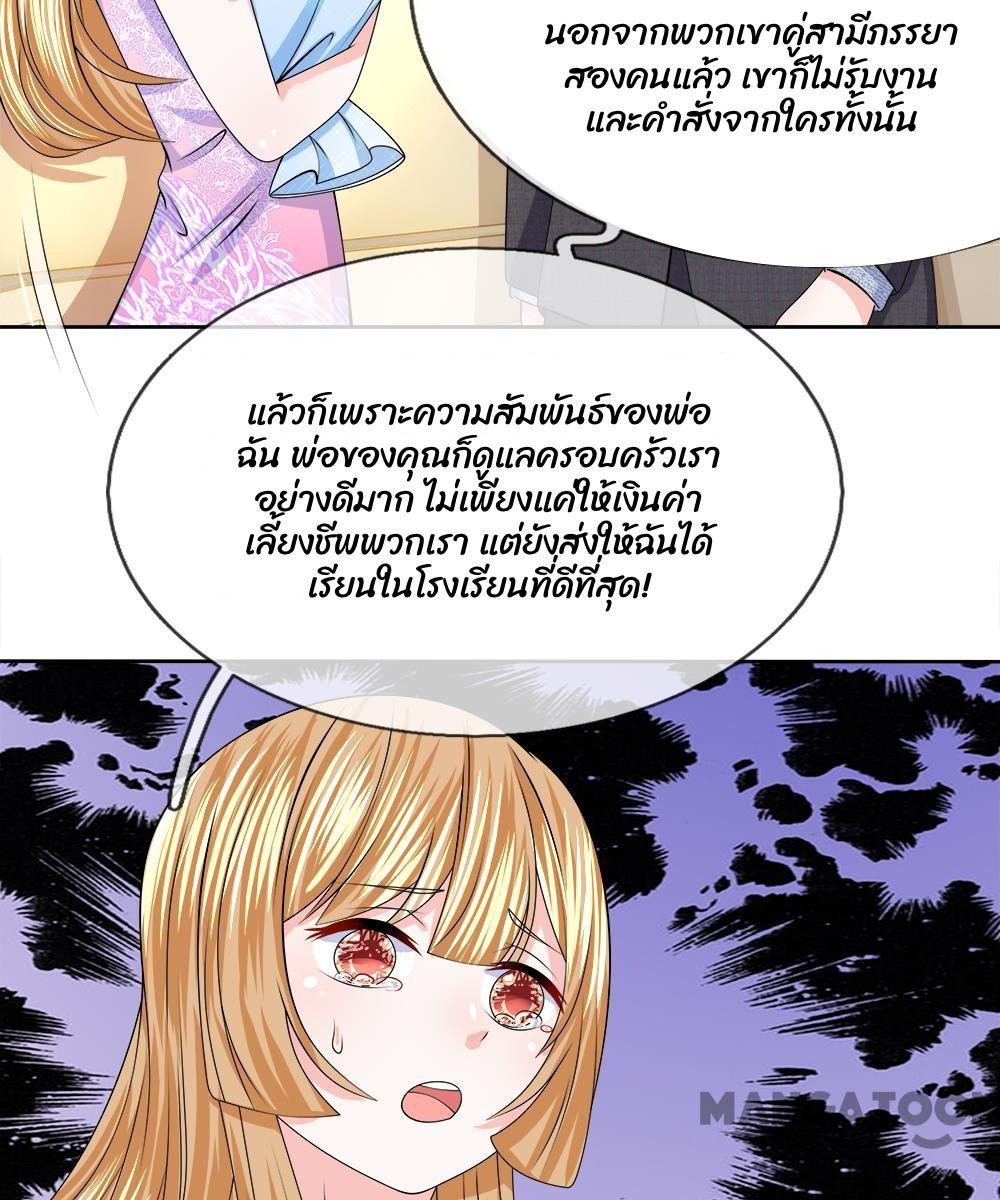 นอกจากพวกเขาคู่สามีภรรยา
สองคนแล้ว เขาก็ไม่รับงาน
และคำสั่งจากใครทั้งนั้น
แล้วก็เพราะความสัมพันธ์ของพ่อ
ฉัน พ่อของคุณก็ดูแลครอบครัวเรา
อย่างดีมาก ไม่เพียงแค่ให้เงินค่า
เลี้ยงชีพพวกเรา แต่ยังส่งให้ฉันได้
เรียนในโรงเรียนที่ดีที่สุด!
MANGATOON